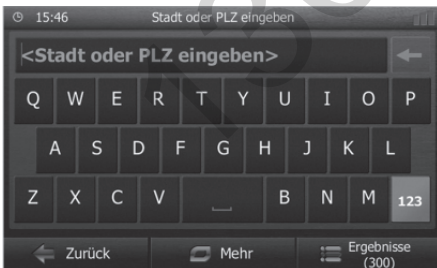 15:46 Stadt oder PLZ eingeben
<Stadt oder PLZ eingeben>
Q W E R T Y U I O P
A S D F G H J K L
Z X C V B N M 123
Zurück Mehr Ergebnisse
(300)